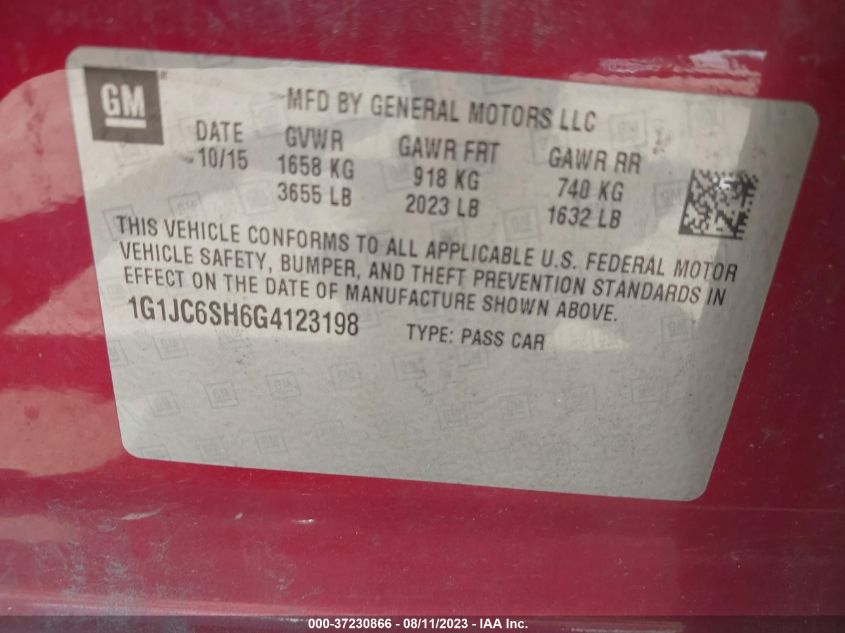 GM
MFD BY GENERAL MOTORS LLC
DATE GVWR GAWR FRT GAWR RR
10/15 1658 KG 918 KG 740 KG
3655 LB 2023 LB 1632 LB
THIS VEHICLE CONFORMS TO ALL APPLICABLE U.S. FEDERAL MOTOR
VEHICLE SAFETY, BUMPER, AND THEFT PREVENTION STANDARDS IN
EFFECT ON THE DATE OF MANUFACTURE SHOWN ABOVE.
1G1JC6SH6G4123198 TYPE: PASS CAR
000-37230866 - 08/11/2023 - IAA Inc.